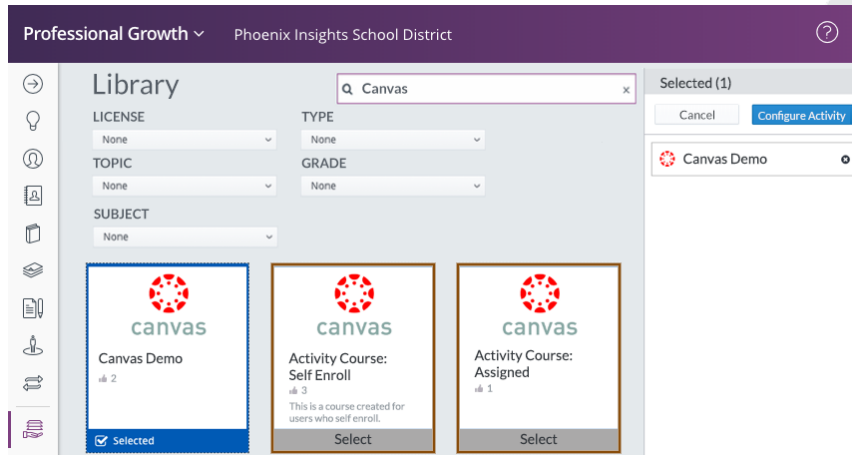 Professional Growth
Phoenix Insights School District
?
Library
Canvas
x
LICENSE
TYPE
None
None
TOPIC
GRADE
None
None
SUBJECT
None
canvas
Canvas Demo
2
Selected
canvas
Activity Course:
Self Enroll
3
This is a course created for
users who self enroll.
Select
canvas
Activity Course:
Assigned
1
Select
Selected (1)
Cancel
Configure Activity
Canvas Demo